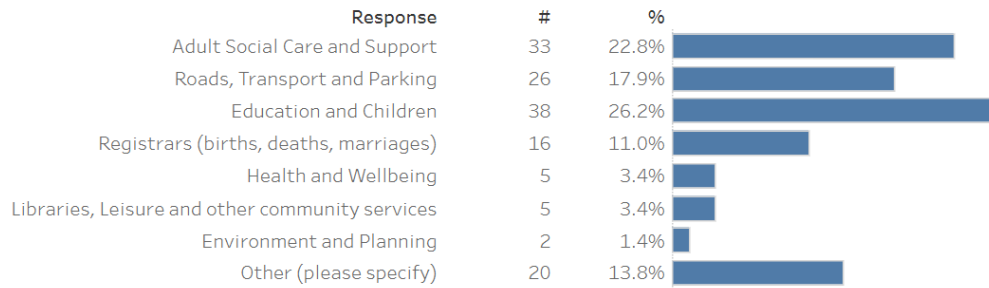 Response # %
Adult Social Care and Support 33 22.8%
Roads, Transport and Parking 26 17.9%
Education and Children 38 26.2%
Registrars (births, deaths, marriages) 16 11.0%
Health and Wellbeing 5 3.4%
Libraries, Leisure and other community services 5 3.4%
Environment and Planning 2 1.4%
Other (please specify) 20 13.8%